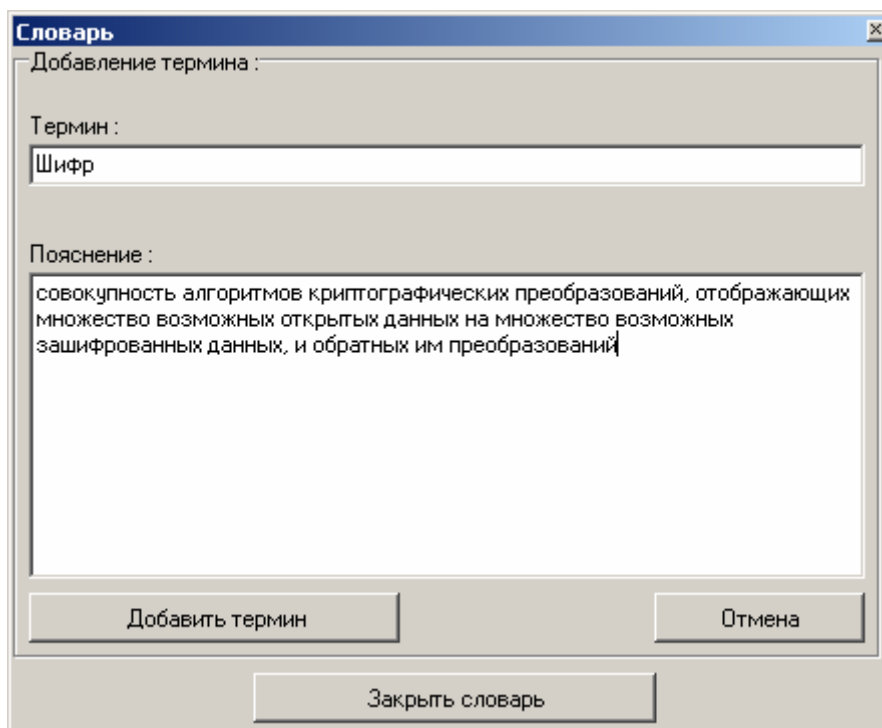 Словарь
Добавление термина :
Термин :
Шифр
Пояснение :
совокупность алгоритмов криптографических преобразований, отображающих
множество возможных открытых данных на множество возможных
зашифрованных данных, и обратных им преобразований
Добавить термин
Отмена
Закрыть словарь